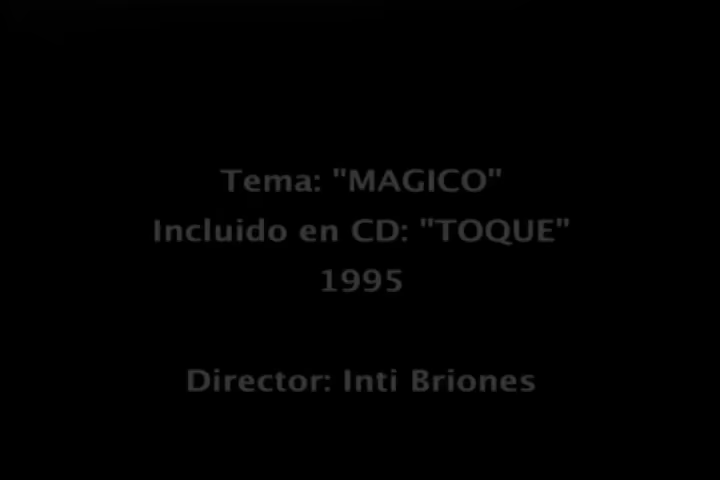 Tema: "MAGICO"
Incluido en CD: "TOQUE"
1995
Director: Inti Briones